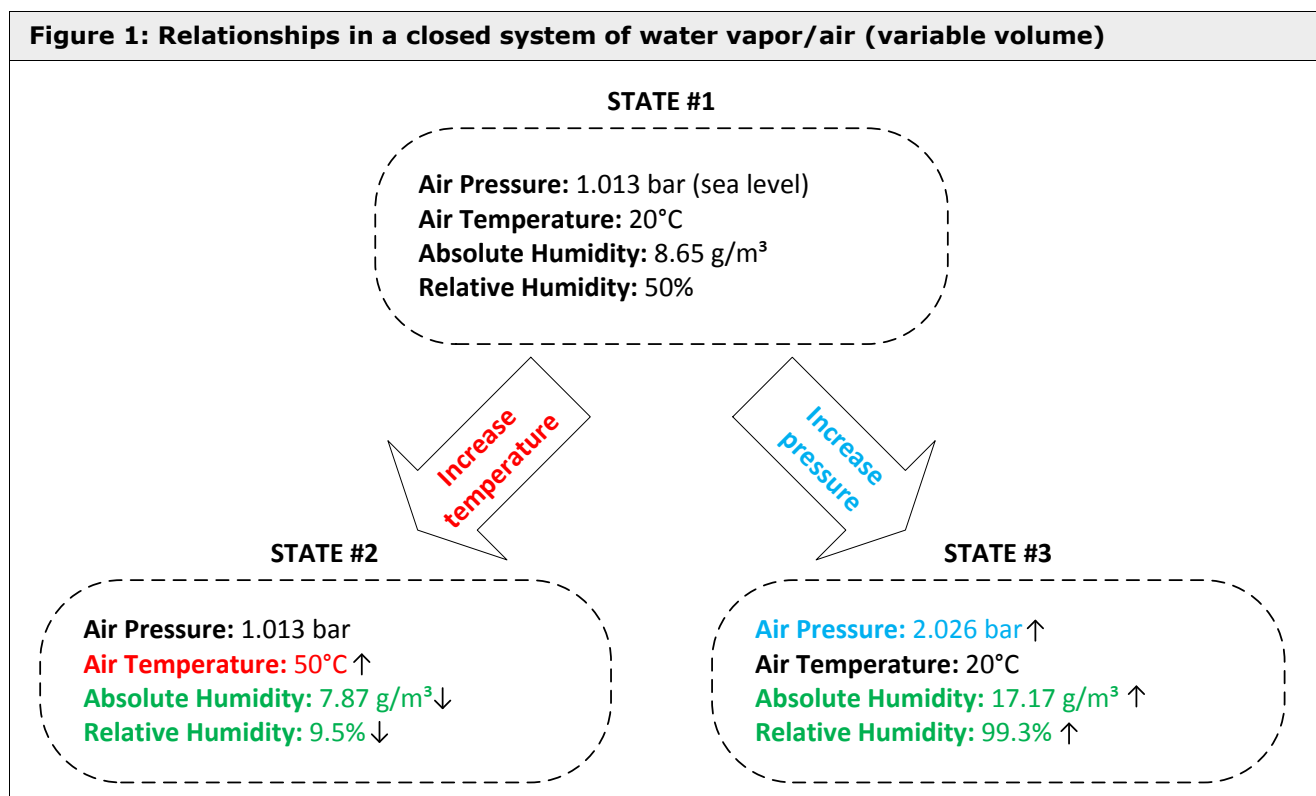 Figure 1: Relationships in a closed system of water vapor/air (variable volume)
STATE #1
Air Pressure: 1.013 bar (sea level)
Air Temperature: 20°C
Absolute Humidity: 8.65 g/m³
Relative Humidity: 50%
Increase
temperature
Increase
pressure
STATE #2
Air Pressure: 1.013 bar
Air Temperature: 50°C ↑
Absolute Humidity: 7.87 g/m³ ↓
Relative Humidity: 9.5% ↓
STATE #3
Air Pressure: 2.026 bar ↑
Air Temperature: 20°C
Absolute Humidity: 17.17 g/m³ ↑
Relative Humidity: 99.3% ↑